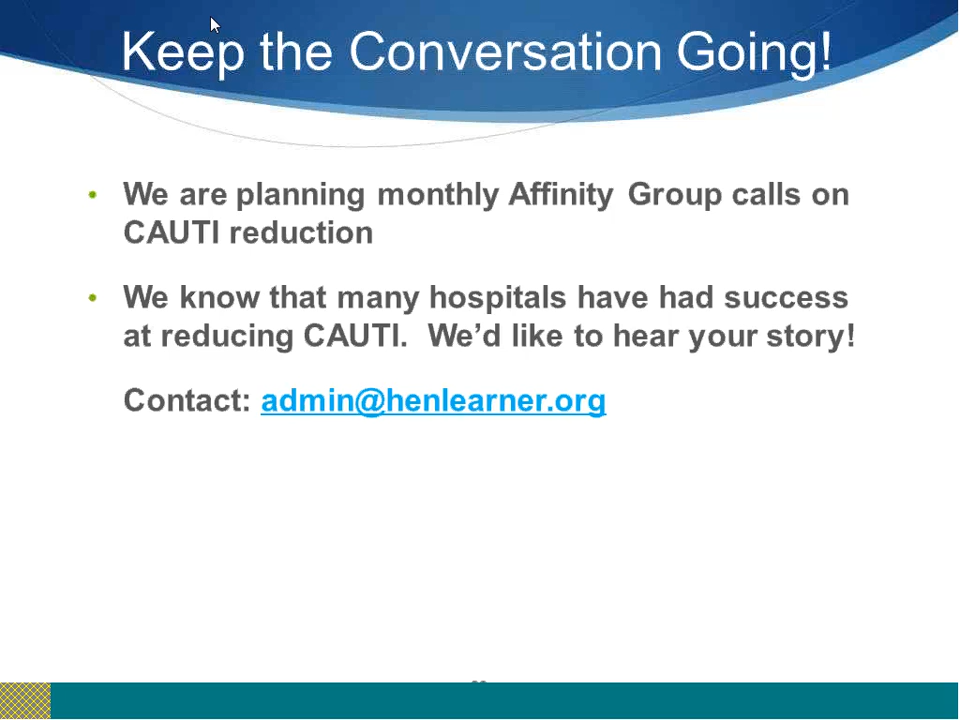 Keep the Conversation Going!
• We are planning monthly Affinity Group calls on
CAUTI reduction
• We know that many hospitals have had success
at reducing CAUTI.  We’d like to hear your story!
Contact: admin@henlearner.org